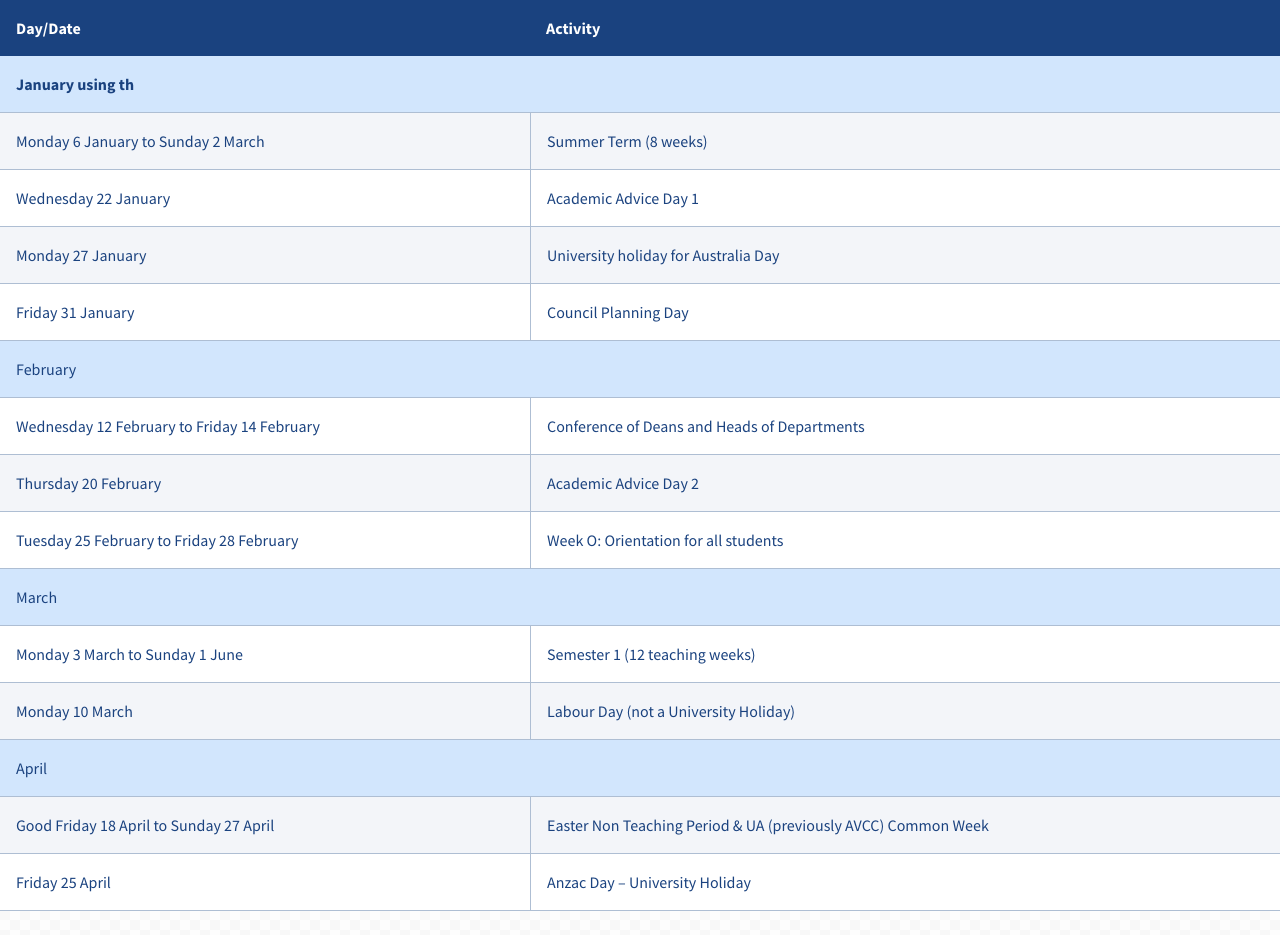 Day/Date Activity
January using th
Monday 6 January to Sunday 2 March Summer Term (8 weeks)
Wednesday 22 January Academic Advice Day 1
Monday 27 January University holiday for Australia Day
Friday 31 January Council Planning Day
February
Wednesday 12 February to Friday 14 February Conference of Deans and Heads of Departments
Thursday 20 February Academic Advice Day 2
Tuesday 25 February to Friday 28 February Week O: Orientation for all students
March
Monday 3 March to Sunday 1 June Semester 1 (12 teaching weeks)
Monday 10 March Labour Day (not a University Holiday)
April
Good Friday 18 April to Sunday 27 April Easter Non Teaching Period & UA (previously AVCC) Common Week
Friday 25 April Anzac Day – University Holiday